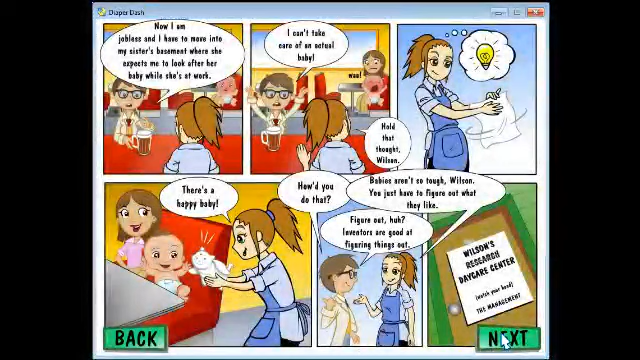 Diaper Dash
Now I am
jobless and I have to move into
my sister's basement where she
expects me to look after her
baby while she's at work.
I can't take
care of an actual
baby!
waa!
Hold
that
thought,
Wilson.
There's a
happy baby!
How'd you
do that?
Babies aren't so tough, Wilson.
You just have to figure out what
they like.
Figure out, huh?
Inventors are good at
figuring things out.
WILSON'S
RESEARCH
DAYCARE CENTER
(watch your head)
THE MANAGEMENT
BACK
NEXT